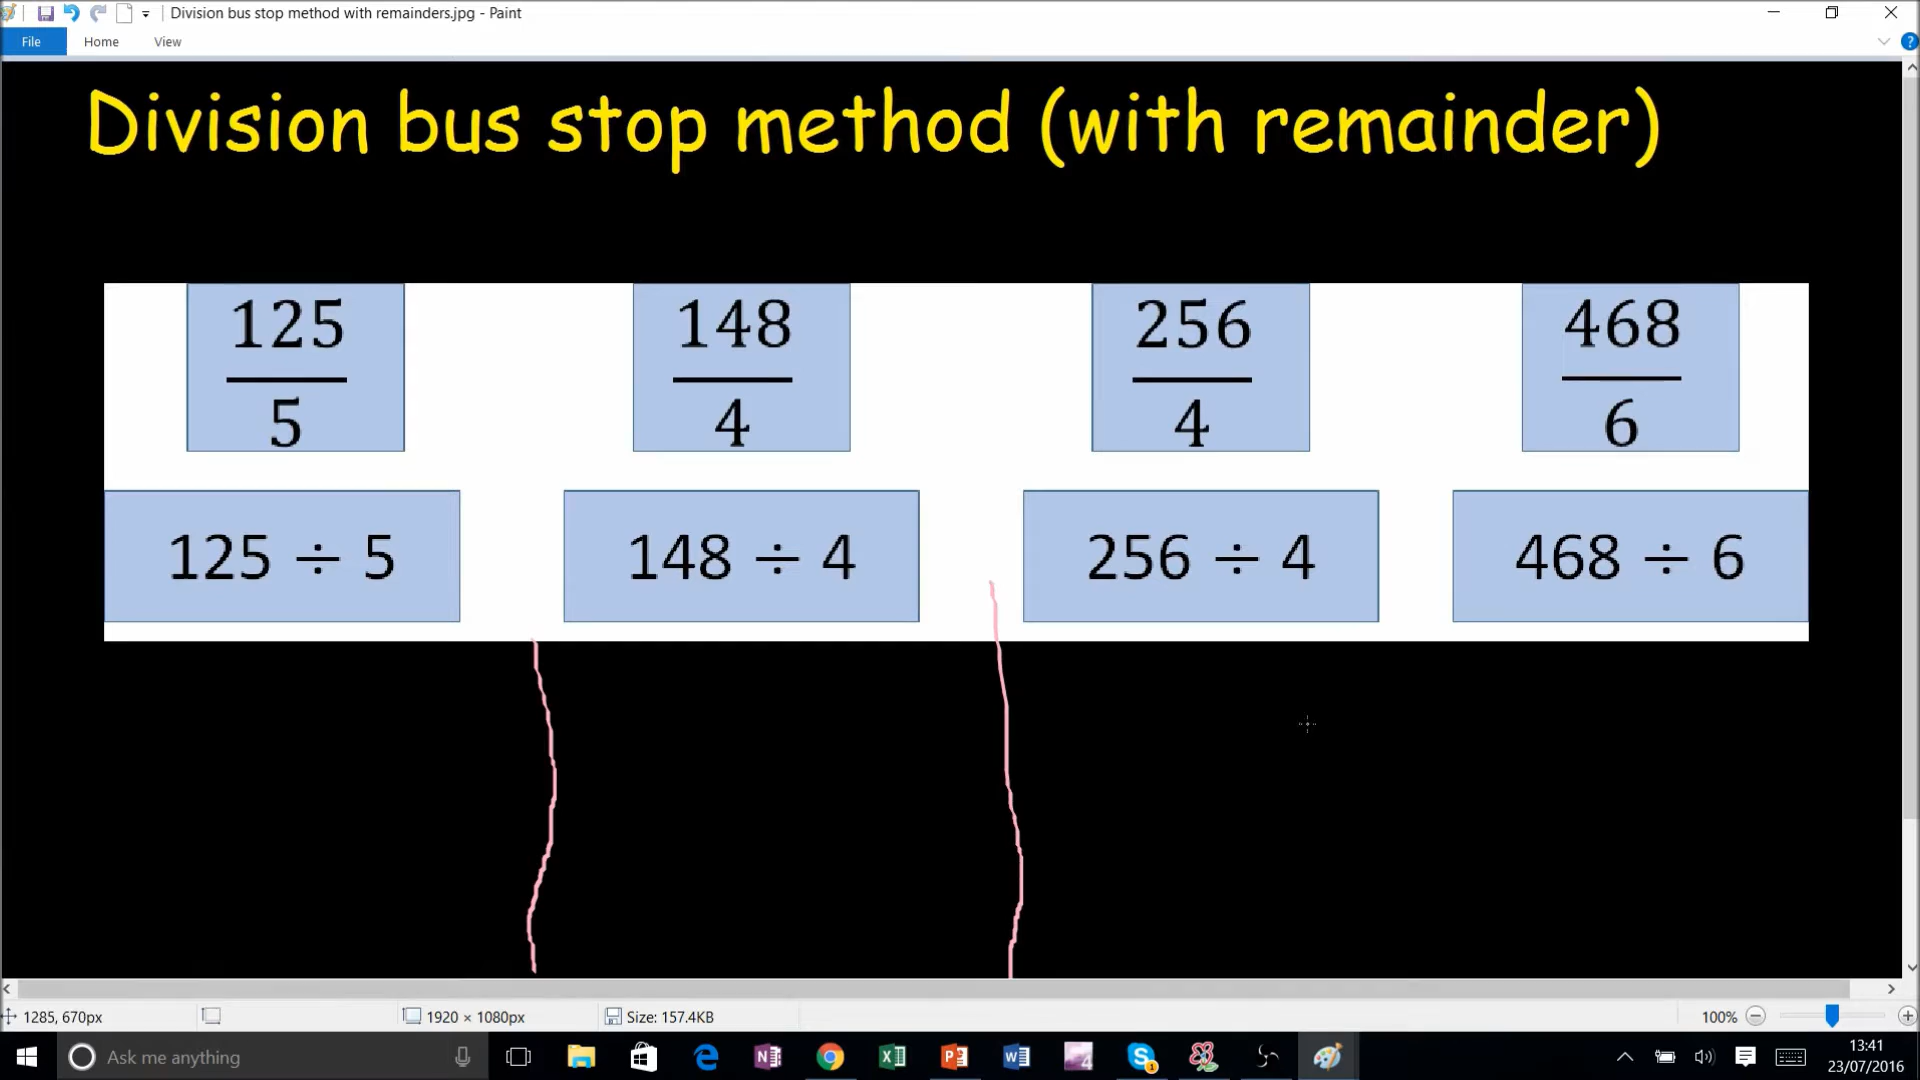 Division bus stop method with remainders.jpg - Paint
File Home View
Division bus stop method (with remainder)
125 148 256 468
5 4 4 6
125 ÷ 5 148 ÷ 4 256 ÷ 4 468 ÷ 6
1285, 670px 1920 × 1080px Size: 157.4KB 100%
Ask me anything 13:41
23/07/2016